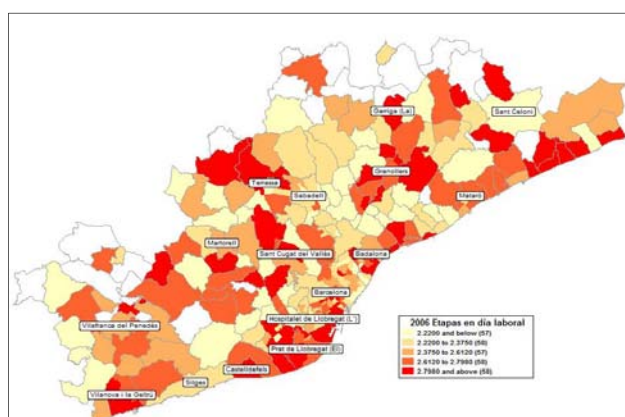 Garriga (La)
Sant Celoni
Granollers
Terrassa
Sabadell
Mataró
Martorell
Sant Cugat del Vallès
Badalona
Barcelona
Vilafranca del Penedès
Hospitalet de Llobregat (L')
Prat de Llobregat (El)
Castelldefels
Sitges
Vilanova i la Geltrú
2006 Etapas en día laboral
2.2200 and below (57)
2.2200 to 2.3750 (58)
2.3750 to 2.6120 (57)
2.6120 to 2.7980 (58)
2.7980 and above (58)